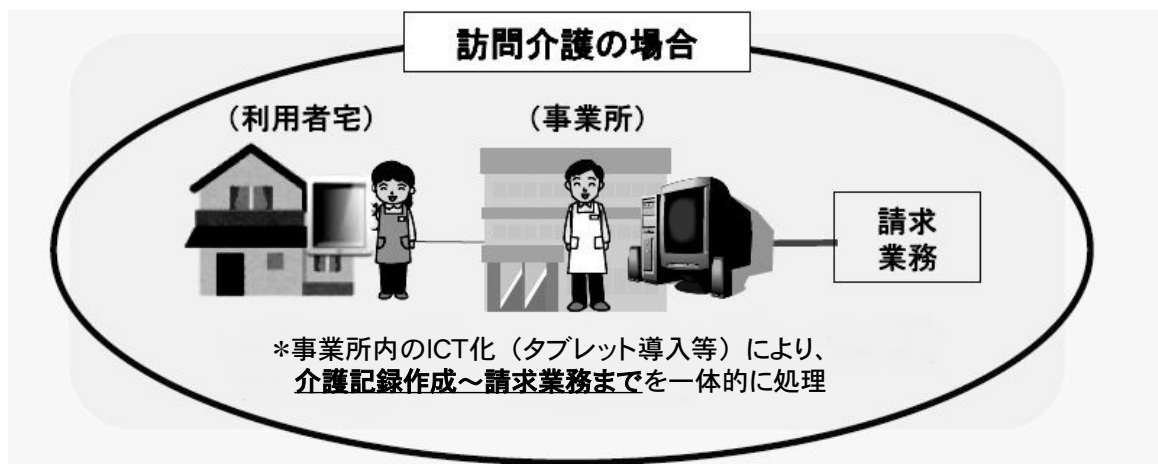 訪問介護の場合
（利用者宅）
（事業所）
請求
業務
＊事業所内のICT化（タブレット導入等）により、
介護記録作成～請求業務までを一体的に処理